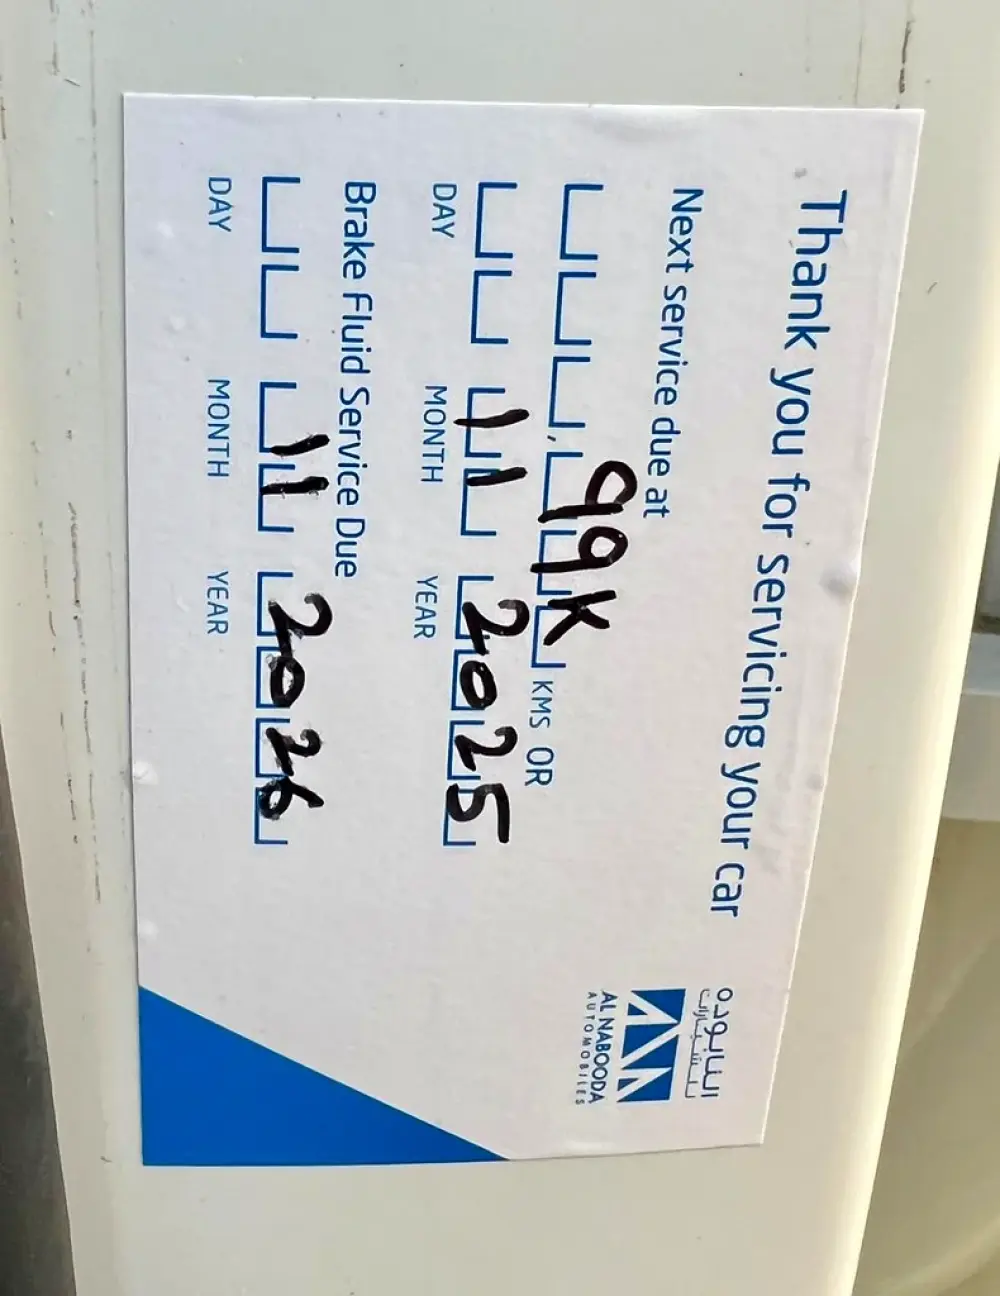 Thank you for servicing your car
النابوده
للسيارات
AL NABOODA
AUTOMOBILES
Next service due at
99K KMS OR
11 2025
DAY MONTH YEAR
Brake Fluid Service Due
11 2026
DAY MONTH YEAR